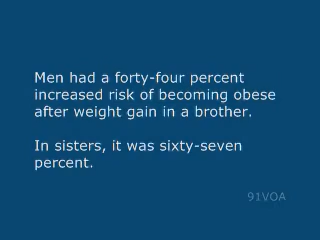 Men had a forty-four percent
increased risk of becoming obese
after weight gain in a brother.
In sisters, it was sixty-seven
percent.
91VOA